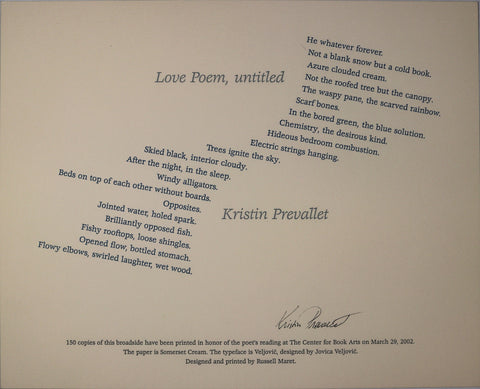 Love Poem, untitled
He whatever forever.
Not a blank snow but a cold book.
Azure clouded cream.
Not the roofed tree but the canopy.
The waspy pane, the scarved rainbow.
Scarf bones.
In the bored green, the blue solution.
Chemistry, the desirous kind.
Hideous bedroom combustion.
Electric strings hanging.
Trees ignite the sky.
Skied black, interior cloudy.
After the night, in the sleep.
Windy alligators.
Beds on top of each other without boards.
Opposites.
Jointed water, holed spark.
Brilliantly opposed fish.
Fishy rooftops, loose shingles.
Opened flow, bottled stomach.
Flowy elbows, swirled laughter, wet wood.
Kristin Prevallet
Kristin Prevallet
150 copies of this broadside have been printed in honor of the poet's reading at The Center for Book Arts on March 29, 2002.
The paper is Somerset Cream. The typeface is Veljović, designed by Jovica Veljović.
Designed and printed by Russell Maret.